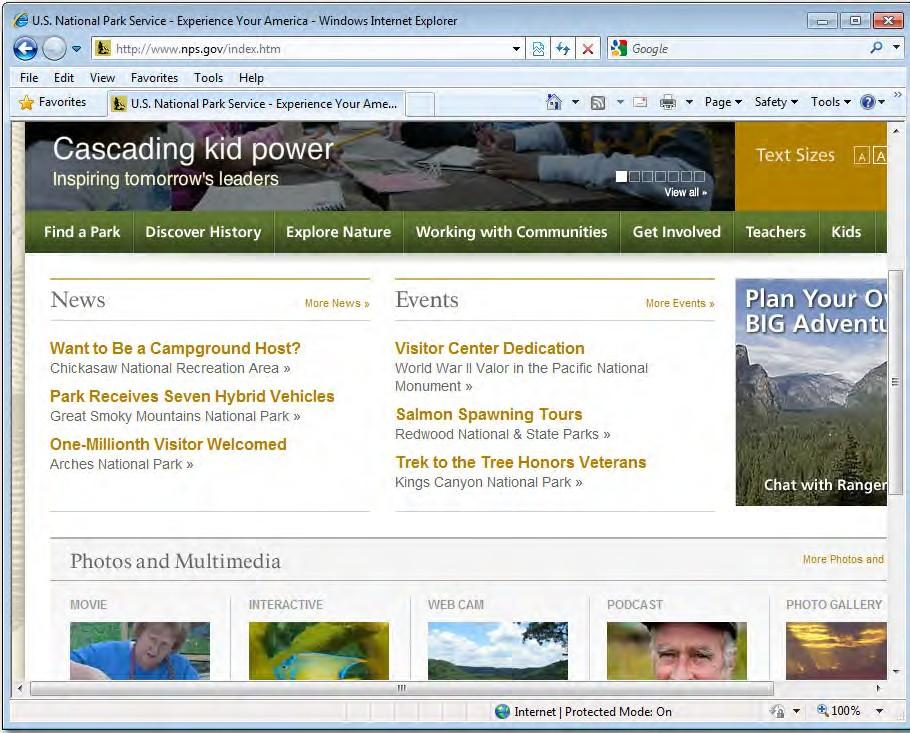 U.S. National Park Service - Experience Your America - Windows Internet Explorer
http://www.nps.gov/index.htm
Google
File Edit View Favorites Tools Help
Favorites
U.S. National Park Service - Experience Your Ame...
Page Safety Tools
Cascading kid power
Inspiring tomorrow's leaders
View all »
Text Sizes A A
Find a Park Discover History Explore Nature Working with Communities Get Involved Teachers Kids
News
More News »
Want to Be a Campground Host?
Chickasaw National Recreation Area »
Park Receives Seven Hybrid Vehicles
Great Smoky Mountains National Park »
One-Millionth Visitor Welcomed
Arches National Park »
Events
More Events »
Visitor Center Dedication
World War II Valor in the Pacific National
Monument »
Salmon Spawning Tours
Redwood National & State Parks »
Trek to the Tree Honors Veterans
Kings Canyon National Park »
Plan Your O
BIG Adventu
Chat with Ranger
Photos and Multimedia
More Photos and
MOVIE
INTERACTIVE
WEB CAM
PODCAST
PHOTO GALLERY
Internet | Protected Mode: On
100%